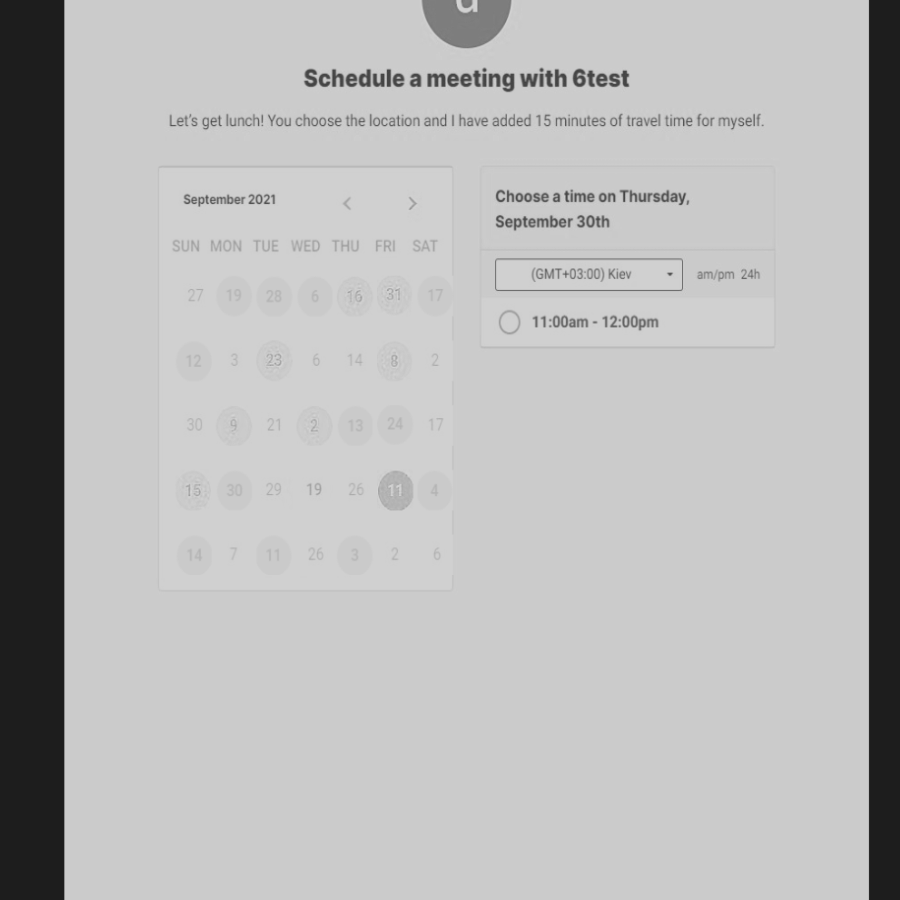 Schedule a meeting with 6test
Let's get lunch! You choose the location and I have added 15 minutes of travel time for myself.
September 2021
SUN MON TUE WED THU FRI SAT
27 19 28 6 16 31 17
12 3 23 6 14 8 2
30 9 21 2 13 24 17
15 30 29 19 26 11 4
14 7 11 26 3 2 6
Choose a time on Thursday,
September 30th
(GMT+03:00) Kiev am/pm 24h
11:00am - 12:00pm